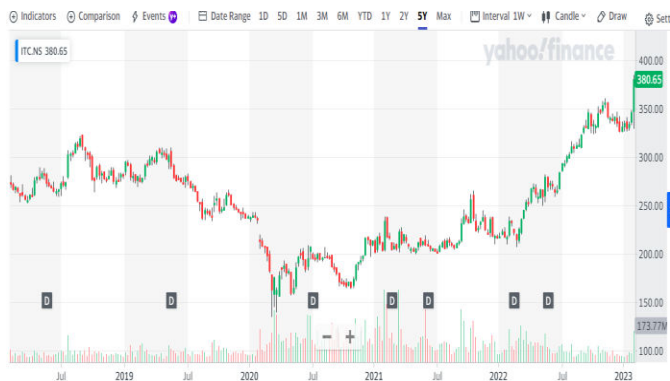 Indicators Comparison Events Y+ Date Range 1D 5D 1M 3M 6M YTD 1Y 2Y 5Y Max Interval 1W Candle Draw Sett
ITC.NS 380.65
yahoo!finance
400.00
380.65
350.00
300.00
250.00
200.00
D D D D D D D
173.77M
100.00
Jul 2019 Jul 2020 Jul 2021 Jul 2022 Jul 2023